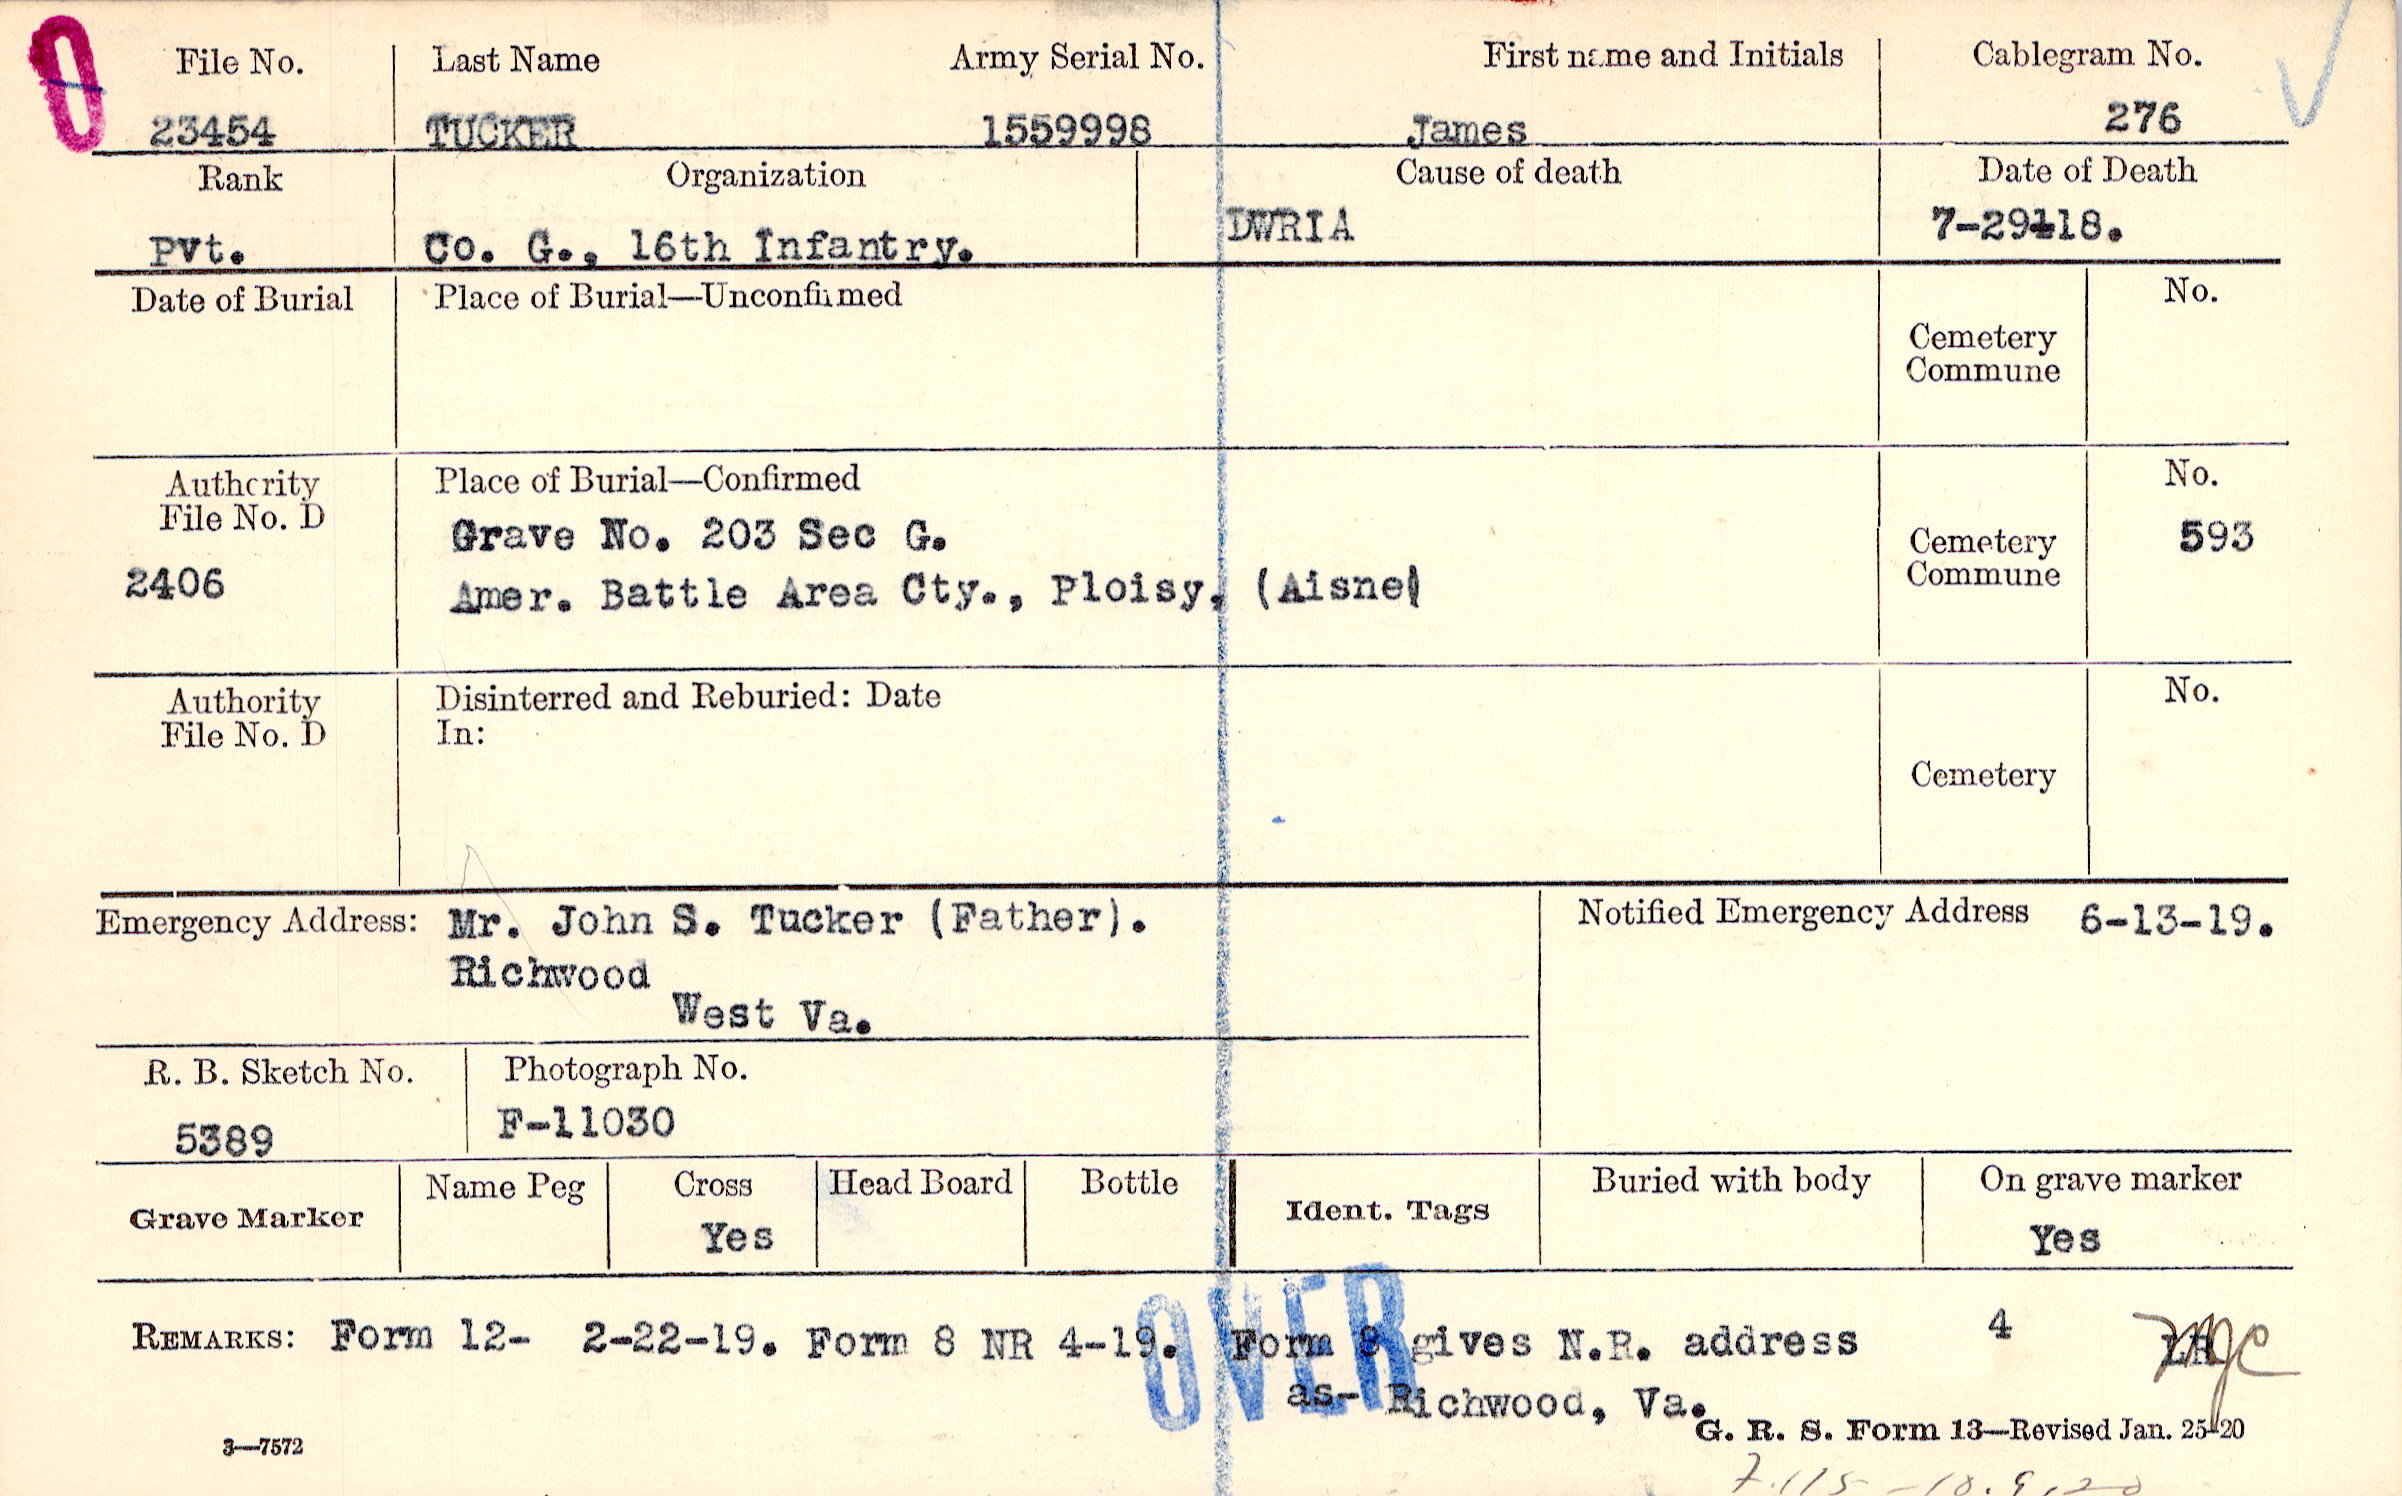 File No. Last Name Army Serial No. First name and Initials Cablegram No.
23454 TUCKER 1559998 James 276
Rank Organization Cause of death Date of Death
Pvt. Co. G., 16th Infantry. DWRIA 7-29-18.
Date of Burial Place of Burial—Unconfirmed No.
Cemetery
Commune
Authority Place of Burial—Confirmed No.
File No. D
Grave No. 203 Sec G. Cemetery 593
2406 Amer. Battle Area Cty., Ploisy, (Aisne) Commune
Authority Disinterred and Reburied: Date No.
File No. D In:
Cemetery
Emergency Address: Mr. John S. Tucker (Father). Notified Emergency Address 6-13-19.
Richwood
West Va.
R. B. Sketch No. Photograph No.
5389 F-11030
Grave Marker Name Peg Cross Head Board Bottle Ident. Tags Buried with body On grave marker
Yes Yes
REMARKS: Form 12- 2-22-19. Form 8 NR 4-19. Form 8 gives N.R. address 4
as- Richwood, Va.
OVER
3—7572 G. R. S. Form 13—Revised Jan. 25-20